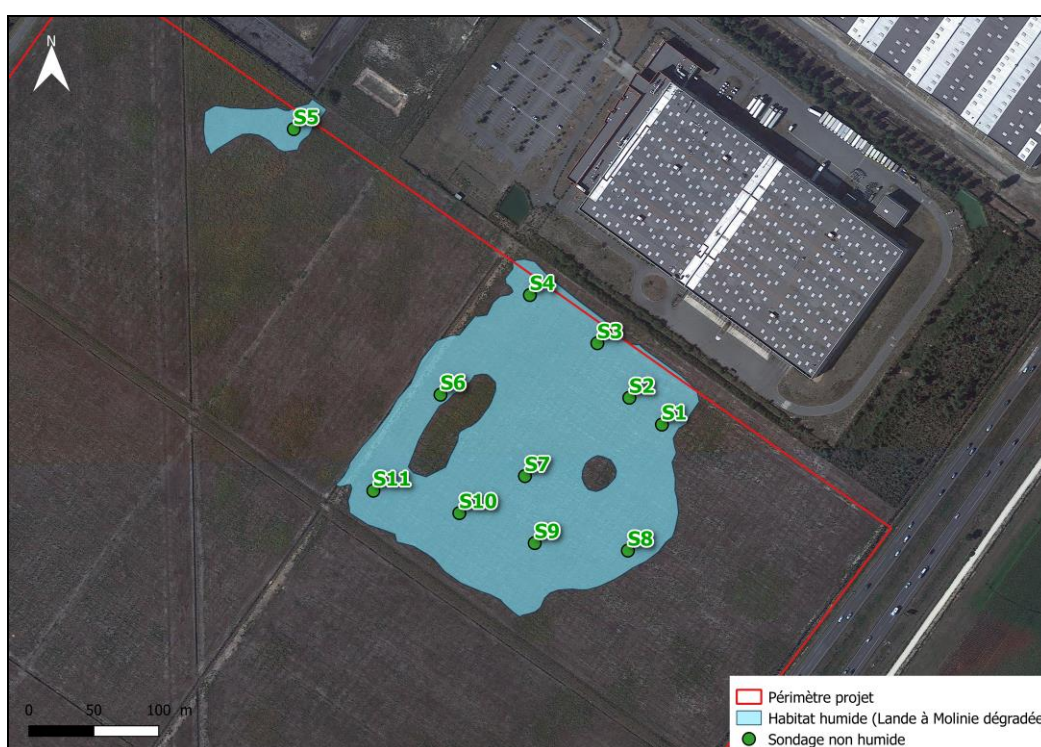 N
S5
S4
S3
S6
S2
S1
S7
S11
S10
S9
S8
Périmètre projet
Habitat humide (Lande à Molinie dégradée
Sondage non humide
0 50 100 m